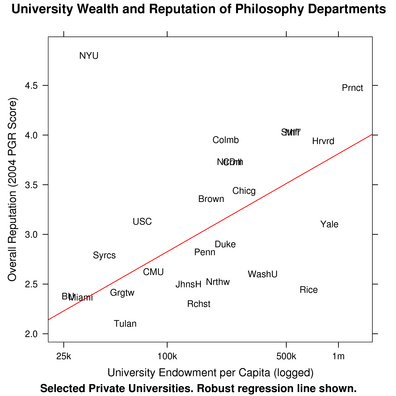 University Wealth and Reputation of Philosophy Departments
Overall Reputation (2004 PGR Score)
NYU
Prnct
4.5
4.0
Colmb
Hrvrd
3.5
Chicg
Brown
USC
Yale
3.0
Duke
Syrcs
Penn
CMU
WashU
2.5
JhnsH
Nrthw
Grgtw
Rice
Miami
Rchst
Tulan
2.0
25k
100k
500k
1m
University Endowment per Capita (logged)
Selected Private Universities. Robust regression line shown.